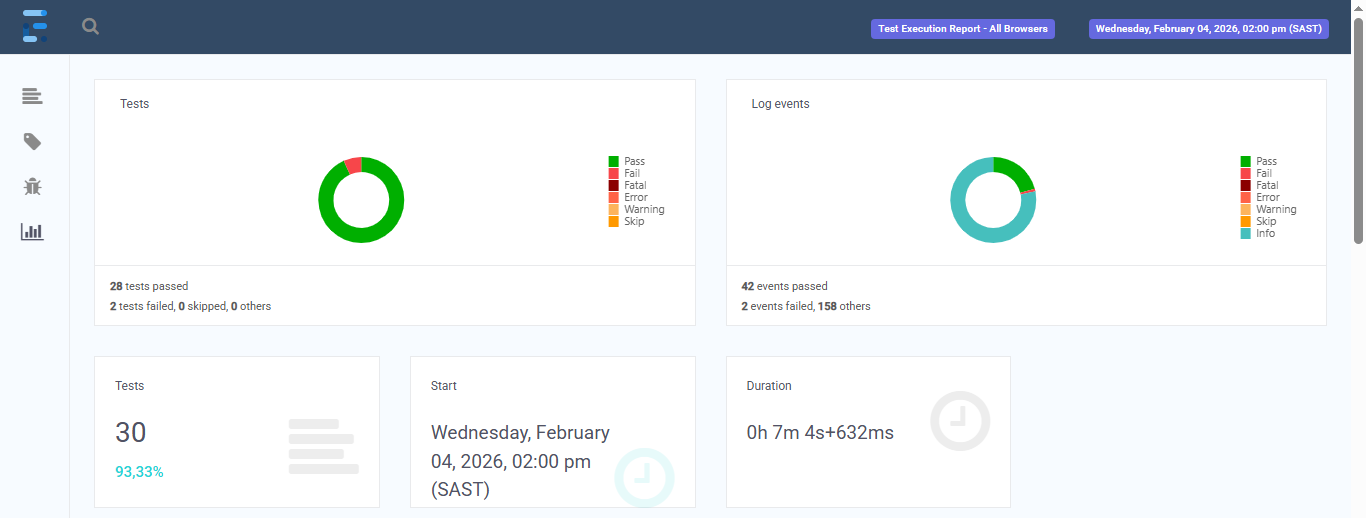 Test Execution Report - All Browsers
Wednesday, February 04, 2026, 02:00 pm (SAST)
Tests
Pass
Fail
Fatal
Error
Warning
Skip
28 tests passed
2 tests failed, 0 skipped, 0 others
Log events
Pass
Fail
Fatal
Error
Warning
Skip
Info
42 events passed
2 events failed, 158 others
Tests
30
93,33%
Start
Wednesday, February
04, 2026, 02:00 pm
(SAST)
Duration
0h 7m 4s+632ms